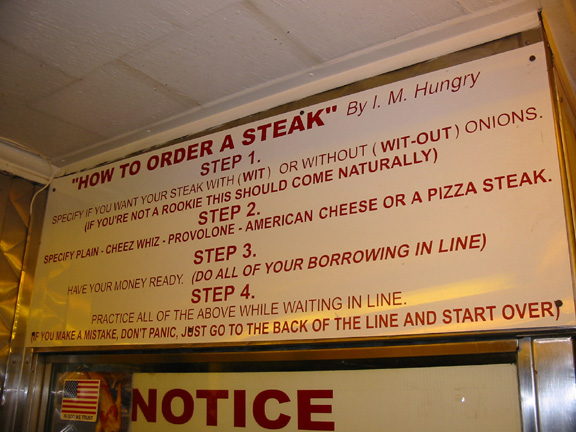 "HOW TO ORDER A STEAK" By I. M. Hungry
STEP 1.
SPECIFY IF YOU WANT YOUR STEAK WITH (WIT) OR WITHOUT (WIT-OUT) ONIONS.
(IF YOU'RE NOT A ROOKIE THIS SHOULD COME NATURALLY)
STEP 2.
SPECIFY PLAIN - CHEEZ WHIZ - PROVOLONE - AMERICAN CHEESE OR A PIZZA STEAK.
STEP 3.
HAVE YOUR MONEY READY. (DO ALL OF YOUR BORROWING IN LINE)
STEP 4.
PRACTICE ALL OF THE ABOVE WHILE WAITING IN LINE.
(IF YOU MAKE A MISTAKE, DON'T PANIC, JUST GO TO THE BACK OF THE LINE AND START OVER)
NOTICE
IN GOD WE TRUST